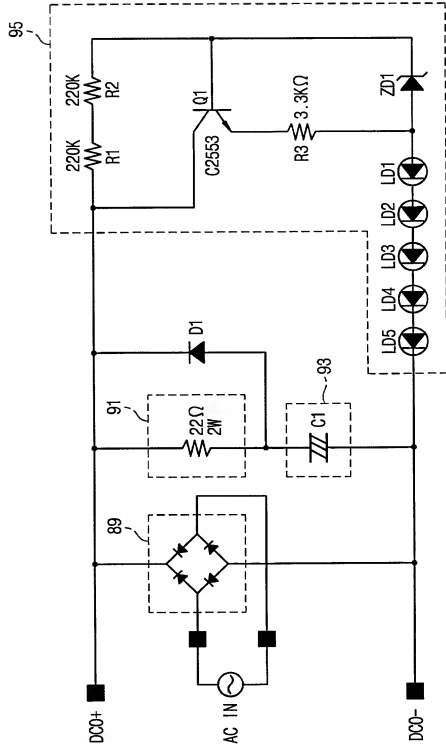 95
220K
R1
220K
R2
Q1
C2553
R3
3.3KΩ
ZD1
LD5
LD4
LD3
LD2
LD1
D1
91
22Ω
2W
93
C1
89
DC0+
AC IN
DC0-